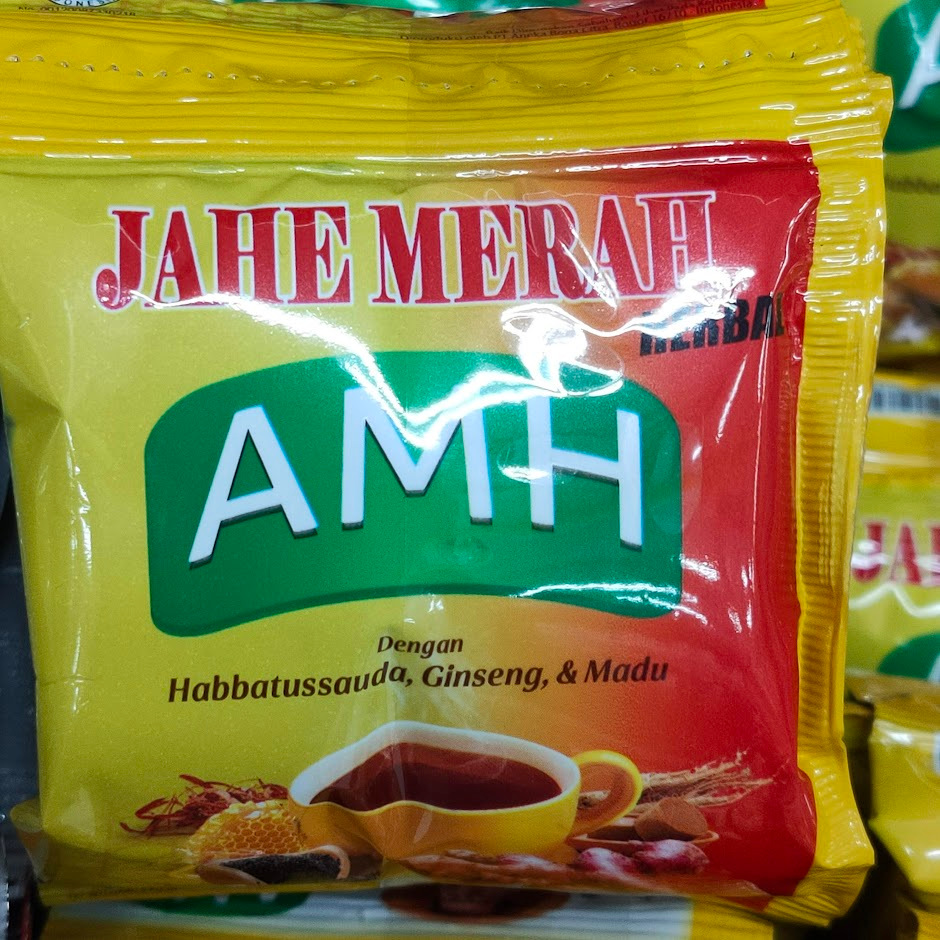 JAHE MERAH
HERBAL
AMH
Dengan
Habbatussauda, Ginseng, & Madu